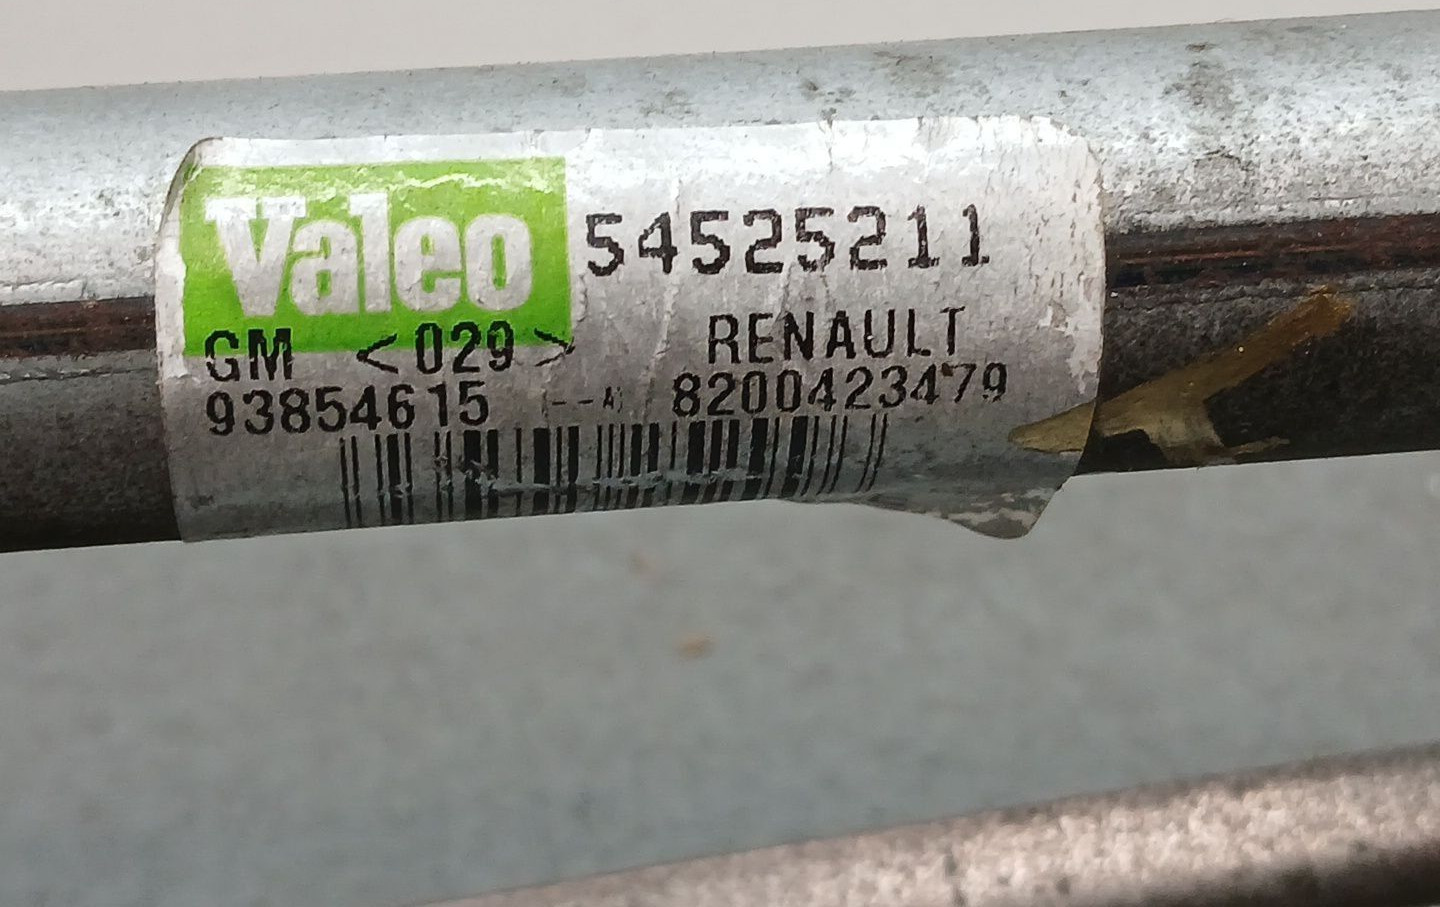 Valeo 54525211
GM <029> RENAULT
93854615 (--A) 8200423479